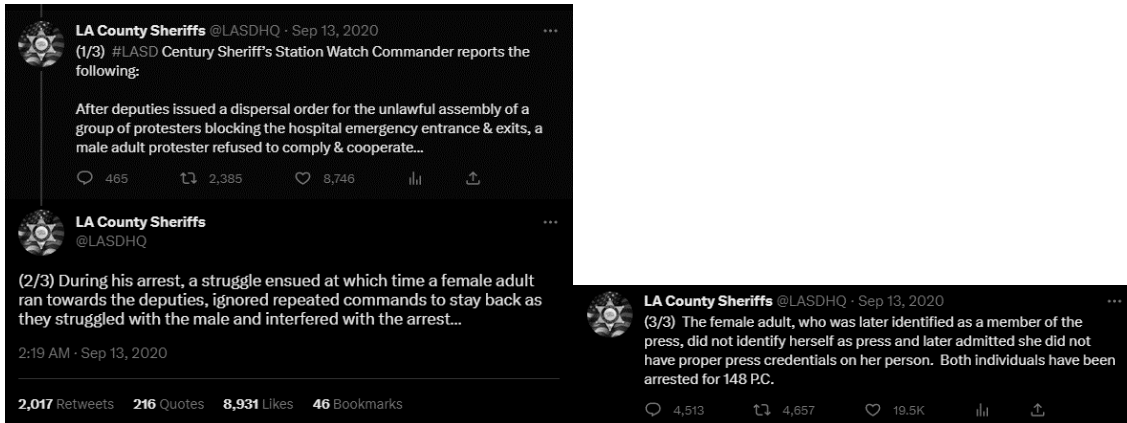 LA County Sheriffs @LASDHQ · Sep 13, 2020
(1/3) #LASD Century Sheriff's Station Watch Commander reports the
following:
After deputies issued a dispersal order for the unlawful assembly of a
group of protesters blocking the hospital emergency entrance & exits, a
male adult protester refused to comply & cooperate...
465 2,385 8,746
LA County Sheriffs
@LASDHQ
(2/3) During his arrest, a struggle ensued at which time a female adult
ran towards the deputies, ignored repeated commands to stay back as
they struggled with the male and interfered with the arrest...
2:19 AM · Sep 13, 2020
2,017 Retweets 216 Quotes 8,931 Likes 46 Bookmarks
LA County Sheriffs @LASDHQ · Sep 13, 2020
(3/3) The female adult, who was later identified as a member of the
press, did not identify herself as press and later admitted she did not
have proper press credentials on her person. Both individuals have been
arrested for 148 P.C.
4,513 4,657 19.5K